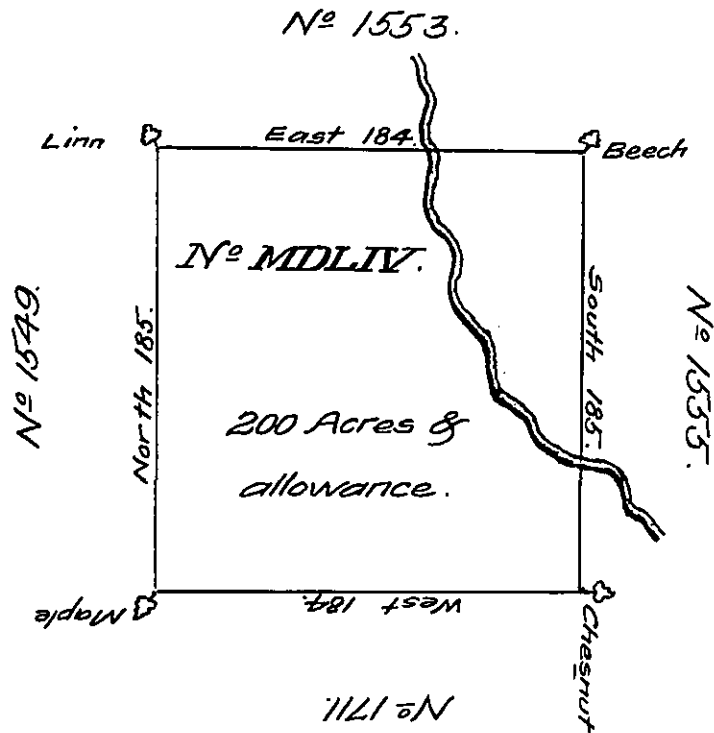 Nº 1553.
Linn
East 184.
Beech
Nº MDLIV.
Nº 1549.
North 185.
South 185.
Nº 1555.
200 Acres &
allowance.
Maple
West 184.
Chesnut
Nº 1711.